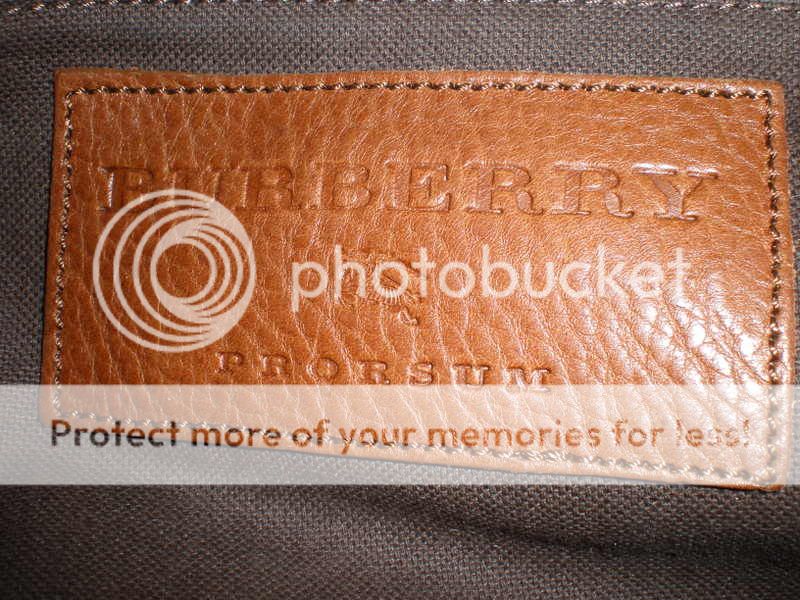 BURBERRY
photobucket
PRORSUM
Protect more of your memories for less!